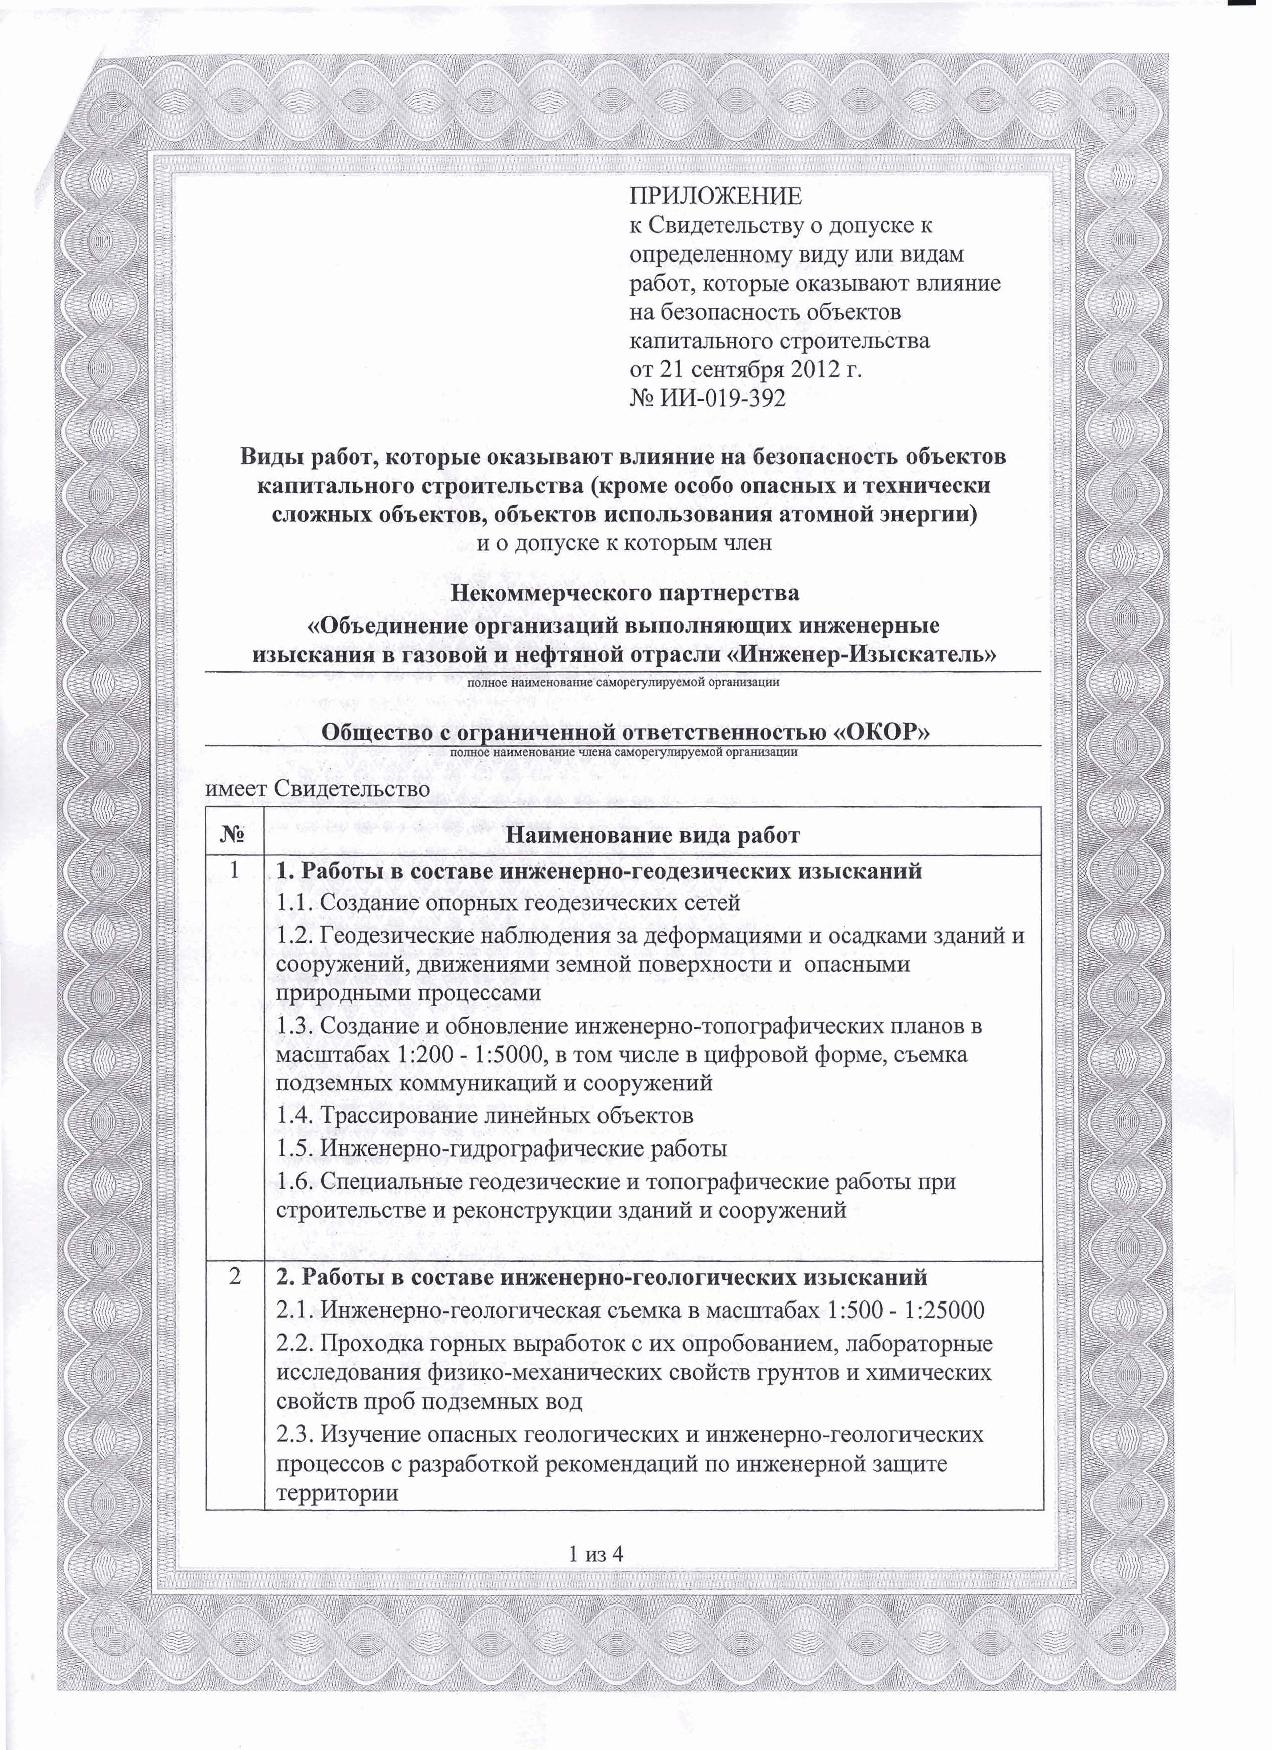 ПРИЛОЖЕНИЕ
к Свидетельству о допуске к
определенному виду или видам
работ, которые оказывают влияние
на безопасность объектов
капитального строительства
от 21 сентября 2012 г.
№ ИИ-019-392
Виды работ, которые оказывают влияние на безопасность объектов
капитального строительства (кроме особо опасных и технически
сложных объектов, объектов использования атомной энергии)
и о допуске к которым член
Некоммерческого партнерства
«Объединение организаций выполняющих инженерные
изыскания в газовой и нефтяной отрасли «Инженер-Изыскатель»
полное наименование саморегулируемой организации
Общество с ограниченной ответственностью «ОКОР»
полное наименование члена саморегулируемой организации
имеет Свидетельство
№ Наименование вида работ
1 1. Работы в составе инженерно-геодезических изысканий
1.1. Создание опорных геодезических сетей
1.2. Геодезические наблюдения за деформациями и осадками зданий и
сооружений, движениями земной поверхности и опасными
природными процессами
1.3. Создание и обновление инженерно-топографических планов в
масштабах 1:200 - 1:5000, в том числе в цифровой форме, съемка
подземных коммуникаций и сооружений
1.4. Трассирование линейных объектов
1.5. Инженерно-гидрографические работы
1.6. Специальные геодезические и топографические работы при
строительстве и реконструкции зданий и сооружений
2 2. Работы в составе инженерно-геологических изысканий
2.1. Инженерно-геологическая съемка в масштабах 1:500 - 1:25000
2.2. Проходка горных выработок с их опробованием, лабораторные
исследования физико-механических свойств грунтов и химических
свойств проб подземных вод
2.3. Изучение опасных геологических и инженерно-геологических
процессов с разработкой рекомендаций по инженерной защите
территории
1 из 4